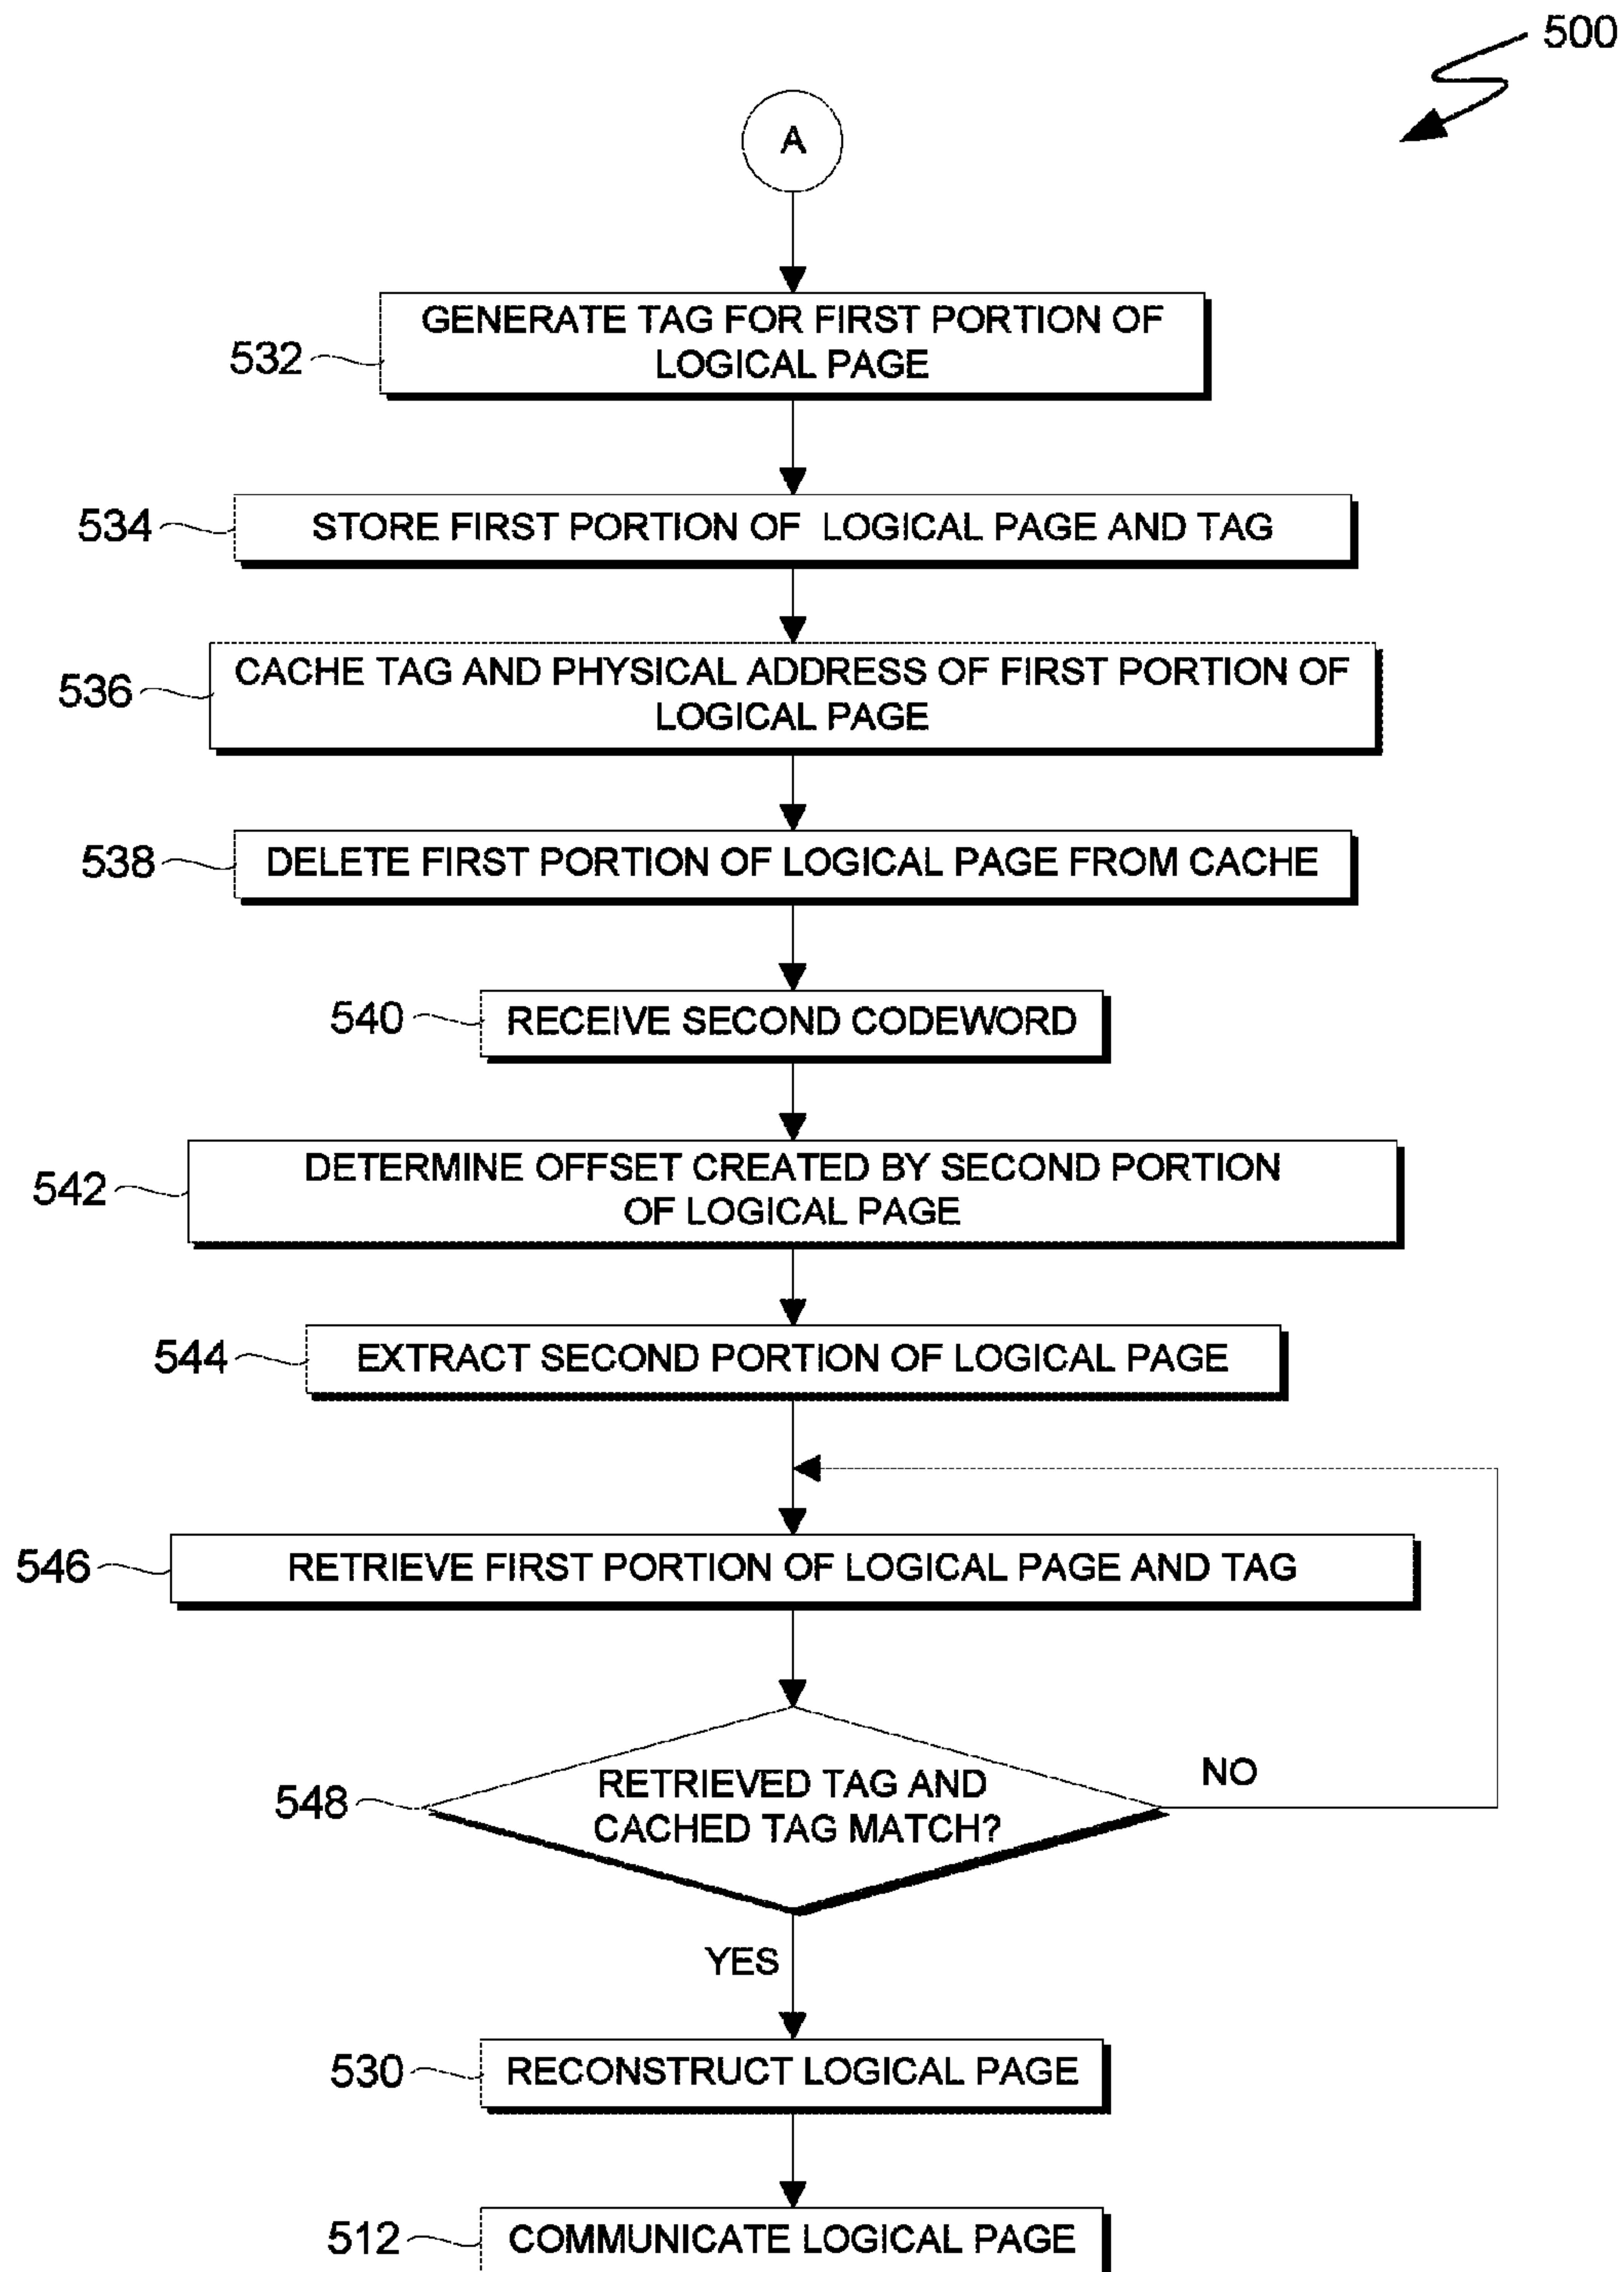 500
A
GENERATE TAG FOR FIRST PORTION OF
LOGICAL PAGE
532
534
STORE FIRST PORTION OF LOGICAL PAGE AND TAG
536
CACHE TAG AND PHYSICAL ADDRESS OF FIRST PORTION OF
LOGICAL PAGE
538
DELETE FIRST PORTION OF LOGICAL PAGE FROM CACHE
540
RECEIVE SECOND CODEWORD
542
DETERMINE OFFSET CREATED BY SECOND PORTION
OF LOGICAL PAGE
544
EXTRACT SECOND PORTION OF LOGICAL PAGE
546
RETRIEVE FIRST PORTION OF LOGICAL PAGE AND TAG
548
RETRIEVED TAG AND
CACHED TAG MATCH?
NO
YES
530
RECONSTRUCT LOGICAL PAGE
512
COMMUNICATE LOGICAL PAGE